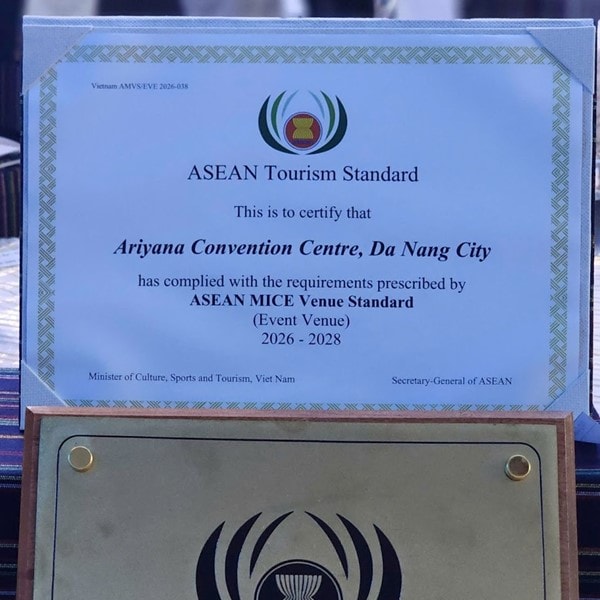 Vietnam AMVS/EVE 2026-038
ASEAN Tourism Standard
This is to certify that
Ariyana Convention Centre, Da Nang City
has complied with the requirements prescribed by
ASEAN MICE Venue Standard
(Event Venue)
2026 - 2028
Minister of Culture, Sports and Tourism, Viet Nam
Secretary-General of ASEAN